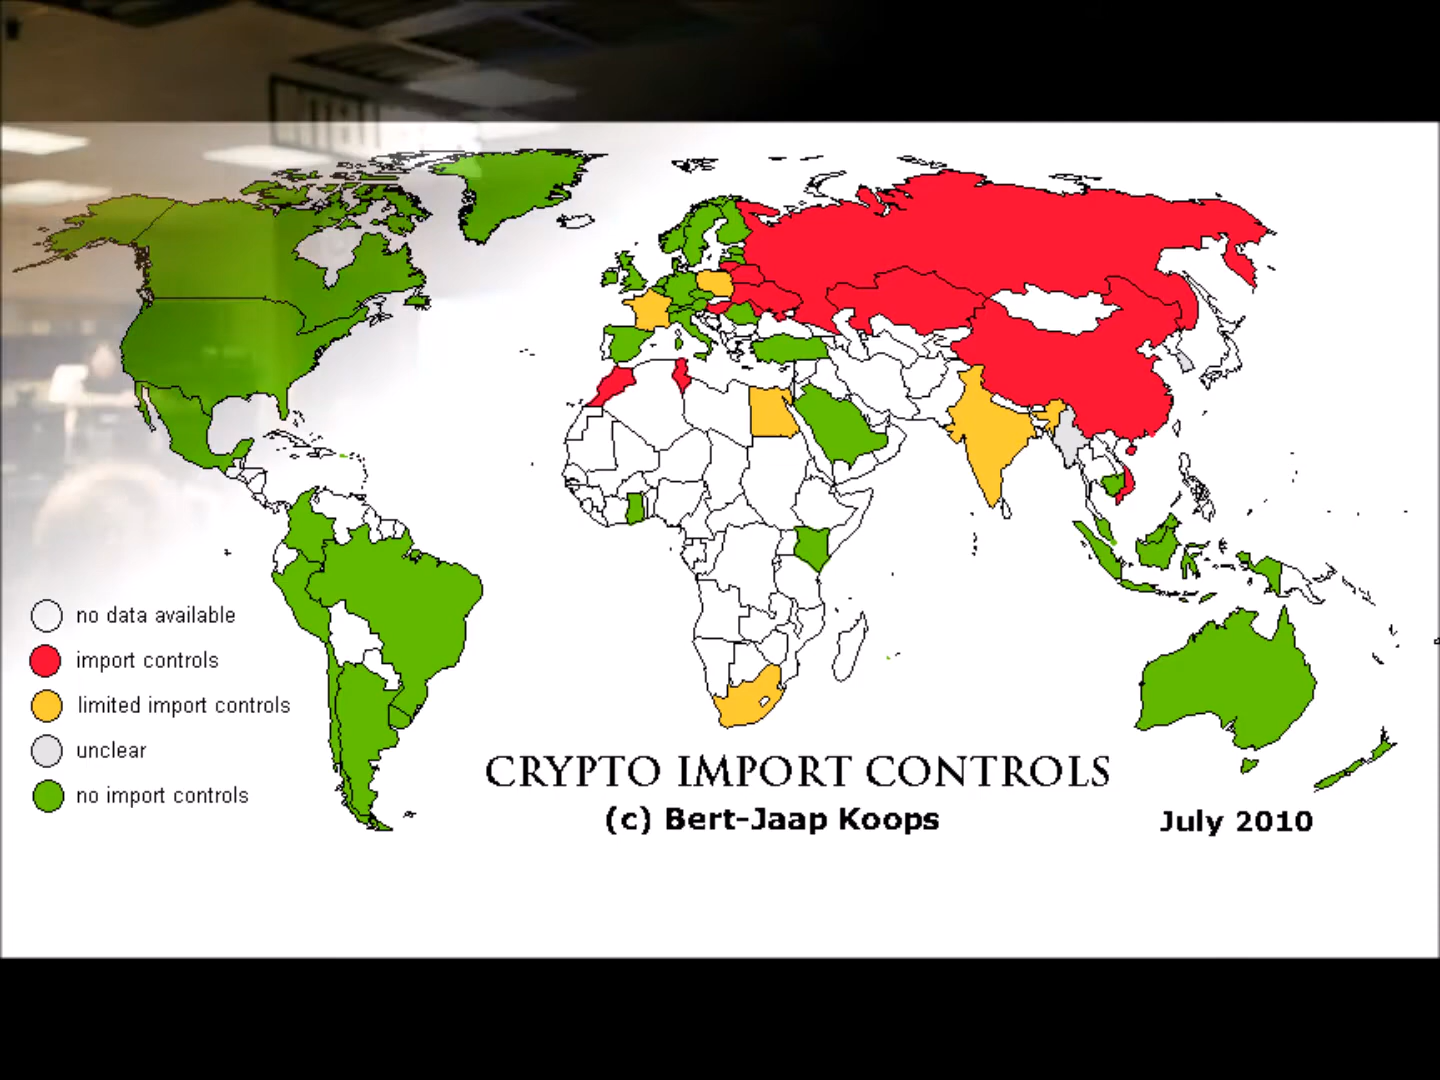 no data available
import controls
limited import controls
unclear
no import controls
CRYPTO IMPORT CONTROLS
(c) Bert-Jaap Koops
July 2010